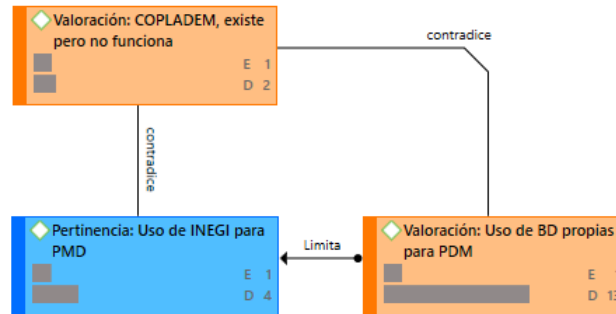 Valoración: COPLADEM, existe
pero no funciona
E 1
D 2
contradice
contradice
Pertinencia: Uso de INEGI para
PMD
E 1
D 4
Limita
Valoración: Uso de BD propias
para PDM
E
D 13